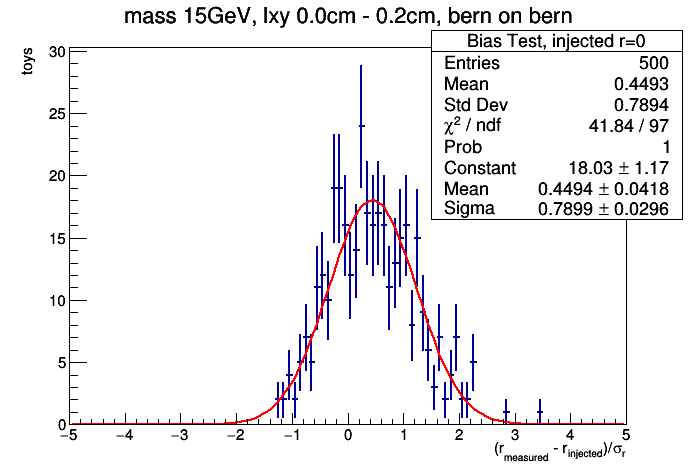 mass 15GeV, lxy 0.0cm - 0.2cm, bern on bern
Bias Test, injected r=0
Entries 500
Mean 0.4493
Std Dev 0.7894
χ² / ndf 41.84 / 97
Prob 1
Constant 18.03 ± 1.17
Mean 0.4494 ± 0.0418
Sigma 0.7899 ± 0.0296
toys
30
25
20
15
10
5
0
−5 −4 −3 −2 −1 0 1 2 3 4 5
(r_measured - r_injected)/σ_r